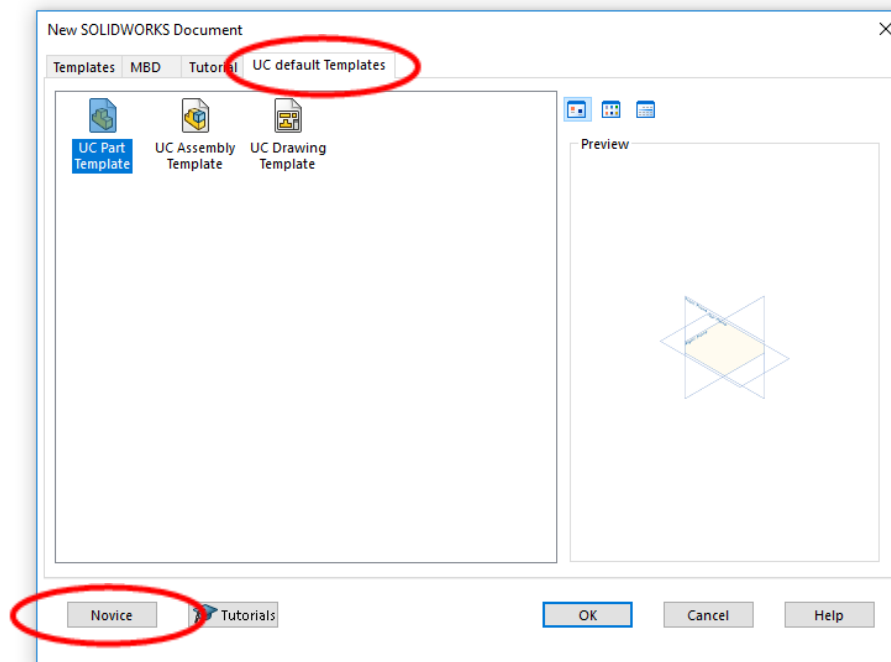 New SOLIDWORKS Document
Templates MBD Tutorial UC default Templates
UC Part Template
UC Assembly Template
UC Drawing Template
Preview
Novice Tutorials OK Cancel Help